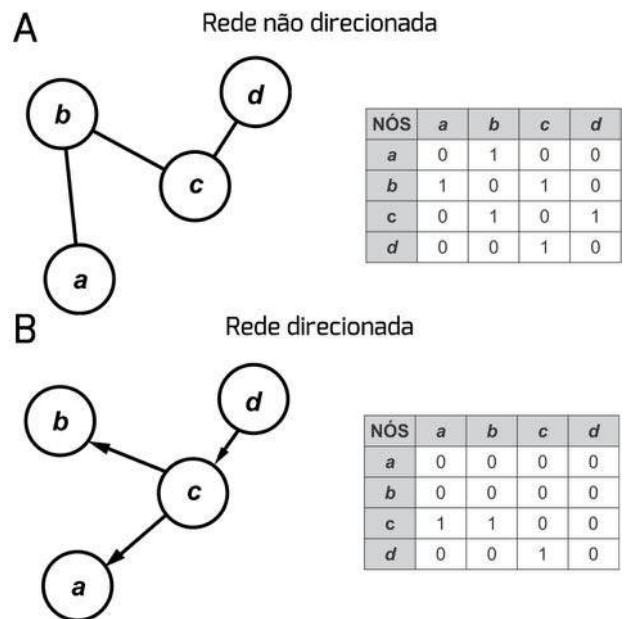 A
Rede não direcionada
b
d
c
a
NÓS a b c d
a 0 1 0 0
b 1 0 1 0
c 0 1 0 1
d 0 0 1 0
B
Rede direcionada
b
d
c
a
NÓS a b c d
a 0 0 0 0
b 0 0 0 0
c 1 1 0 0
d 0 0 1 0